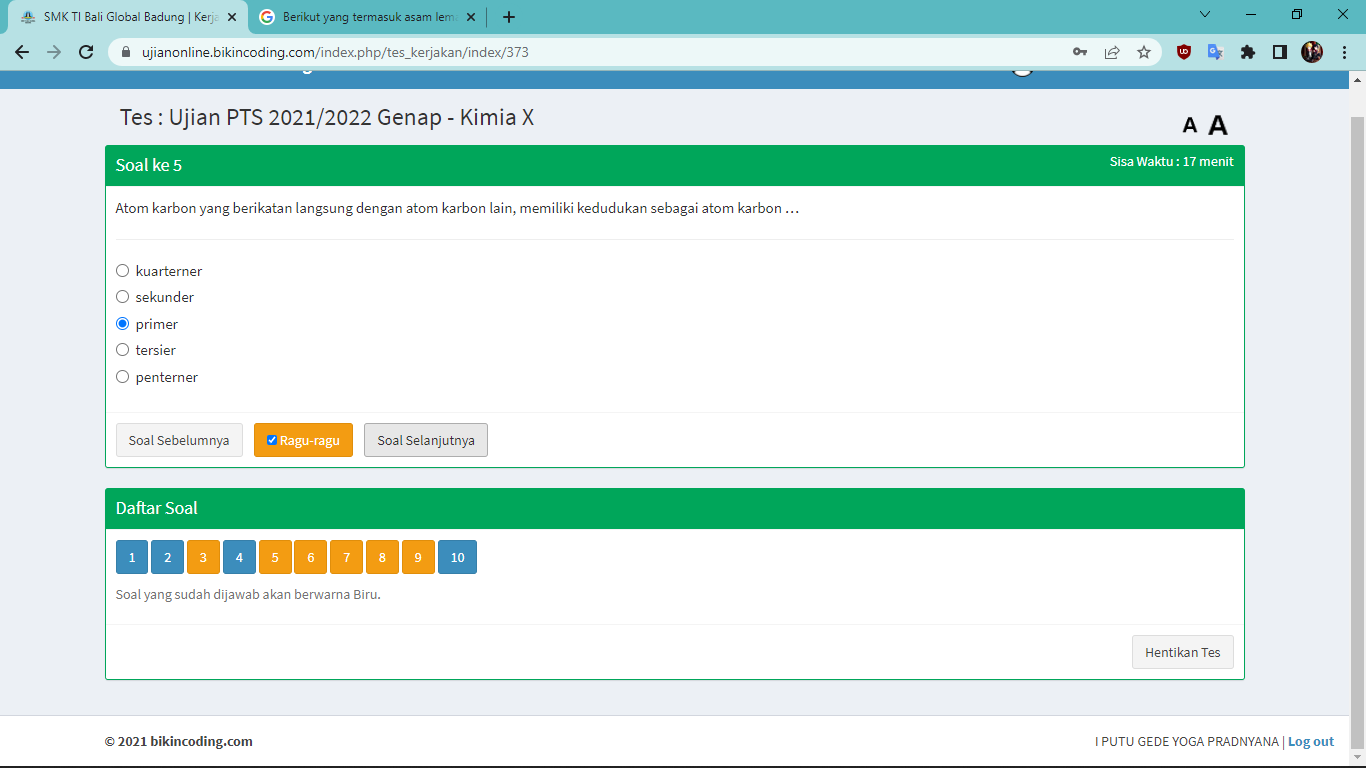 SMK TI Bali Global Badung | Kerja
Berikut yang termasuk asam lema
ujianonline.bikincoding.com/index.php/tes_kerjakan/index/373
Tes : Ujian PTS 2021/2022 Genap - Kimia X
A A
Soal ke 5
Sisa Waktu : 17 menit
Atom karbon yang berikatan langsung dengan atom karbon lain, memiliki kedudukan sebagai atom karbon …
kuarterner
sekunder
primer
tersier
penterner
Soal Sebelumnya
Ragu-ragu
Soal Selanjutnya
Daftar Soal
1 2 3 4 5 6 7 8 9 10
Soal yang sudah dijawab akan berwarna Biru.
Hentikan Tes
© 2021 bikincoding.com
I PUTU GEDE YOGA PRADNYANA | Log out